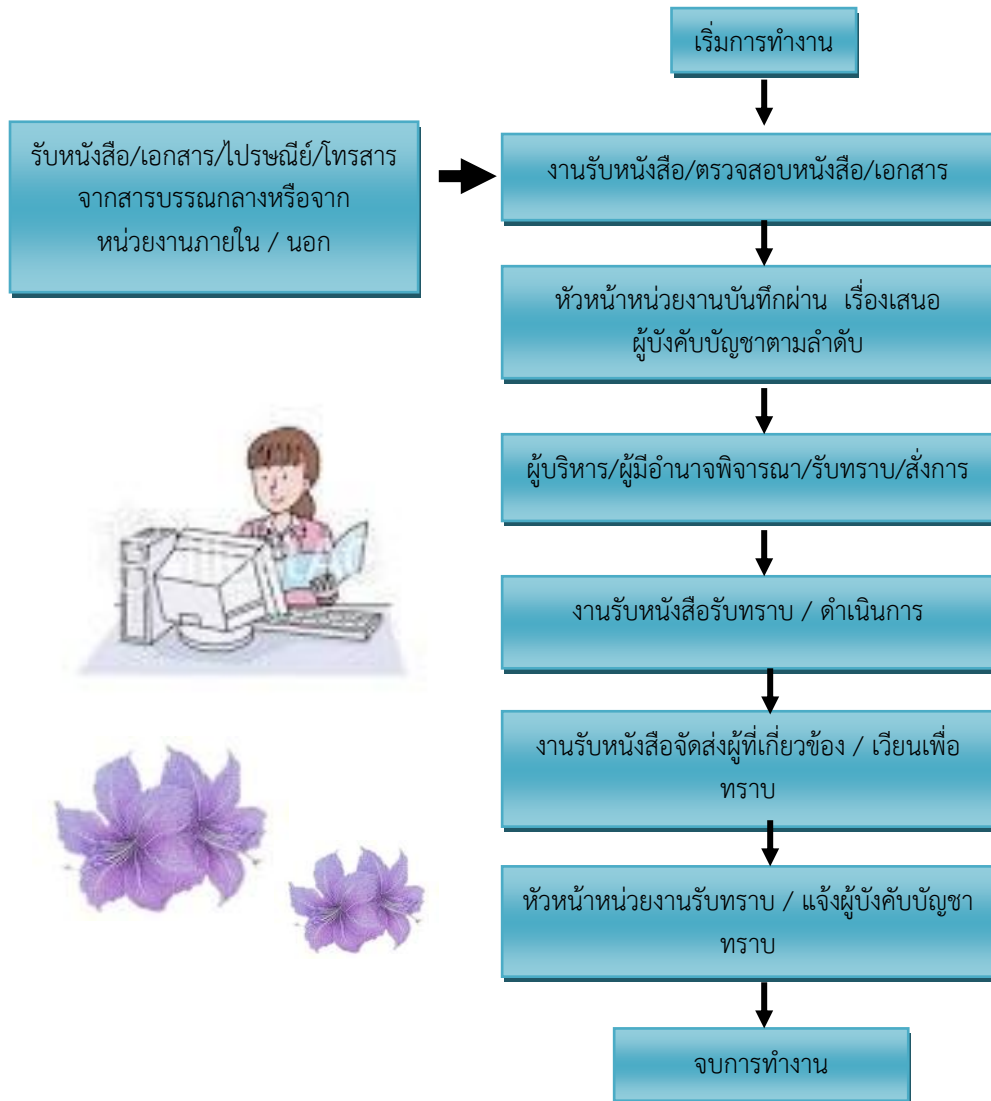 เริ่มการทำงาน
รับหนังสือ/เอกสาร/ไปรษณีย์/โทรสาร
จากสารบรรณกลางหรือจาก
หน่วยงานภายใน / นอก
งานรับหนังสือ/ตรวจสอบหนังสือ/เอกสาร
หัวหน้าหน่วยงานบันทึกผ่าน เรื่องเสนอ
ผู้บังคับบัญชาตามลำดับ
ผู้บริหาร/ผู้มีอำนาจพิจารณา/รับทราบ/สั่งการ
งานรับหนังสือรับทราบ / ดำเนินการ
งานรับหนังสือจัดส่งผู้ที่เกี่ยวข้อง / เวียนเพื่อ
ทราบ
หัวหน้าหน่วยงานรับทราบ / แจ้งผู้บังคับบัญชา
ทราบ
จบการทำงาน